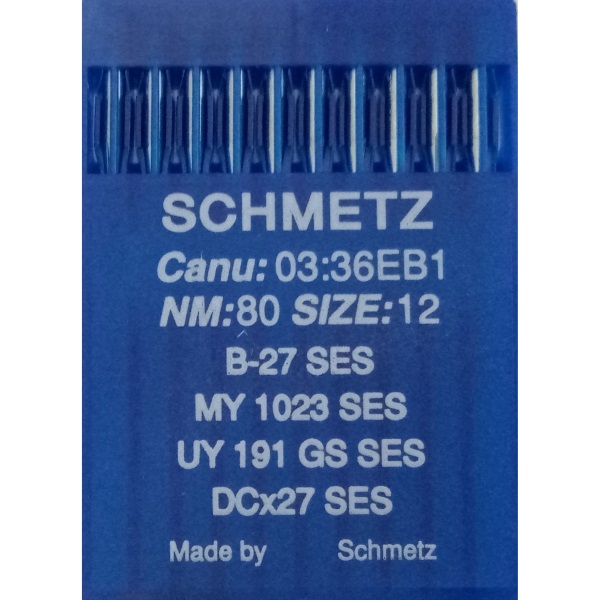 SCHMETZ
Canu: 03:36EB1
NM:80 SIZE:12
B-27 SES
MY 1023 SES
UY 191 GS SES
DCx27 SES
Made by Schmetz